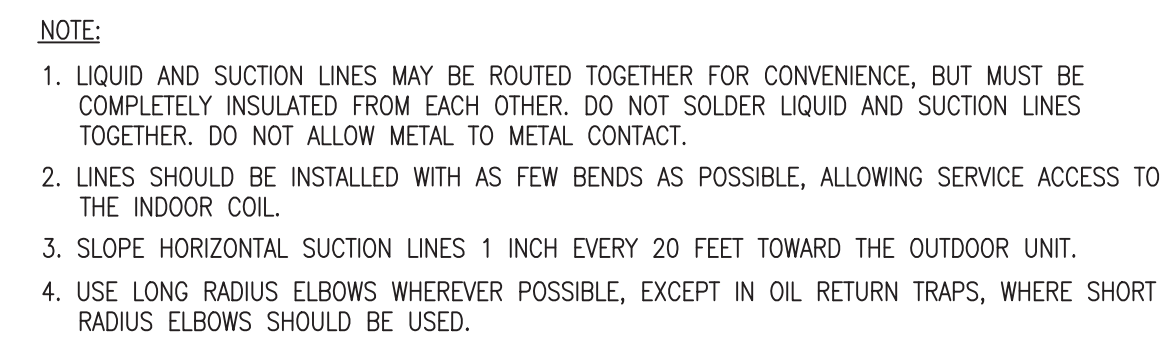 NOTE:
1. LIQUID AND SUCTION LINES MAY BE ROUTED TOGETHER FOR CONVENIENCE, BUT MUST BE
COMPLETELY INSULATED FROM EACH OTHER. DO NOT SOLDER LIQUID AND SUCTION LINES
TOGETHER. DO NOT ALLOW METAL TO METAL CONTACT.
2. LINES SHOULD BE INSTALLED WITH AS FEW BENDS AS POSSIBLE, ALLOWING SERVICE ACCESS TO
THE INDOOR COIL.
3. SLOPE HORIZONTAL SUCTION LINES 1 INCH EVERY 20 FEET TOWARD THE OUTDOOR UNIT.
4. USE LONG RADIUS ELBOWS WHEREVER POSSIBLE, EXCEPT IN OIL RETURN TRAPS, WHERE SHORT
RADIUS ELBOWS SHOULD BE USED.